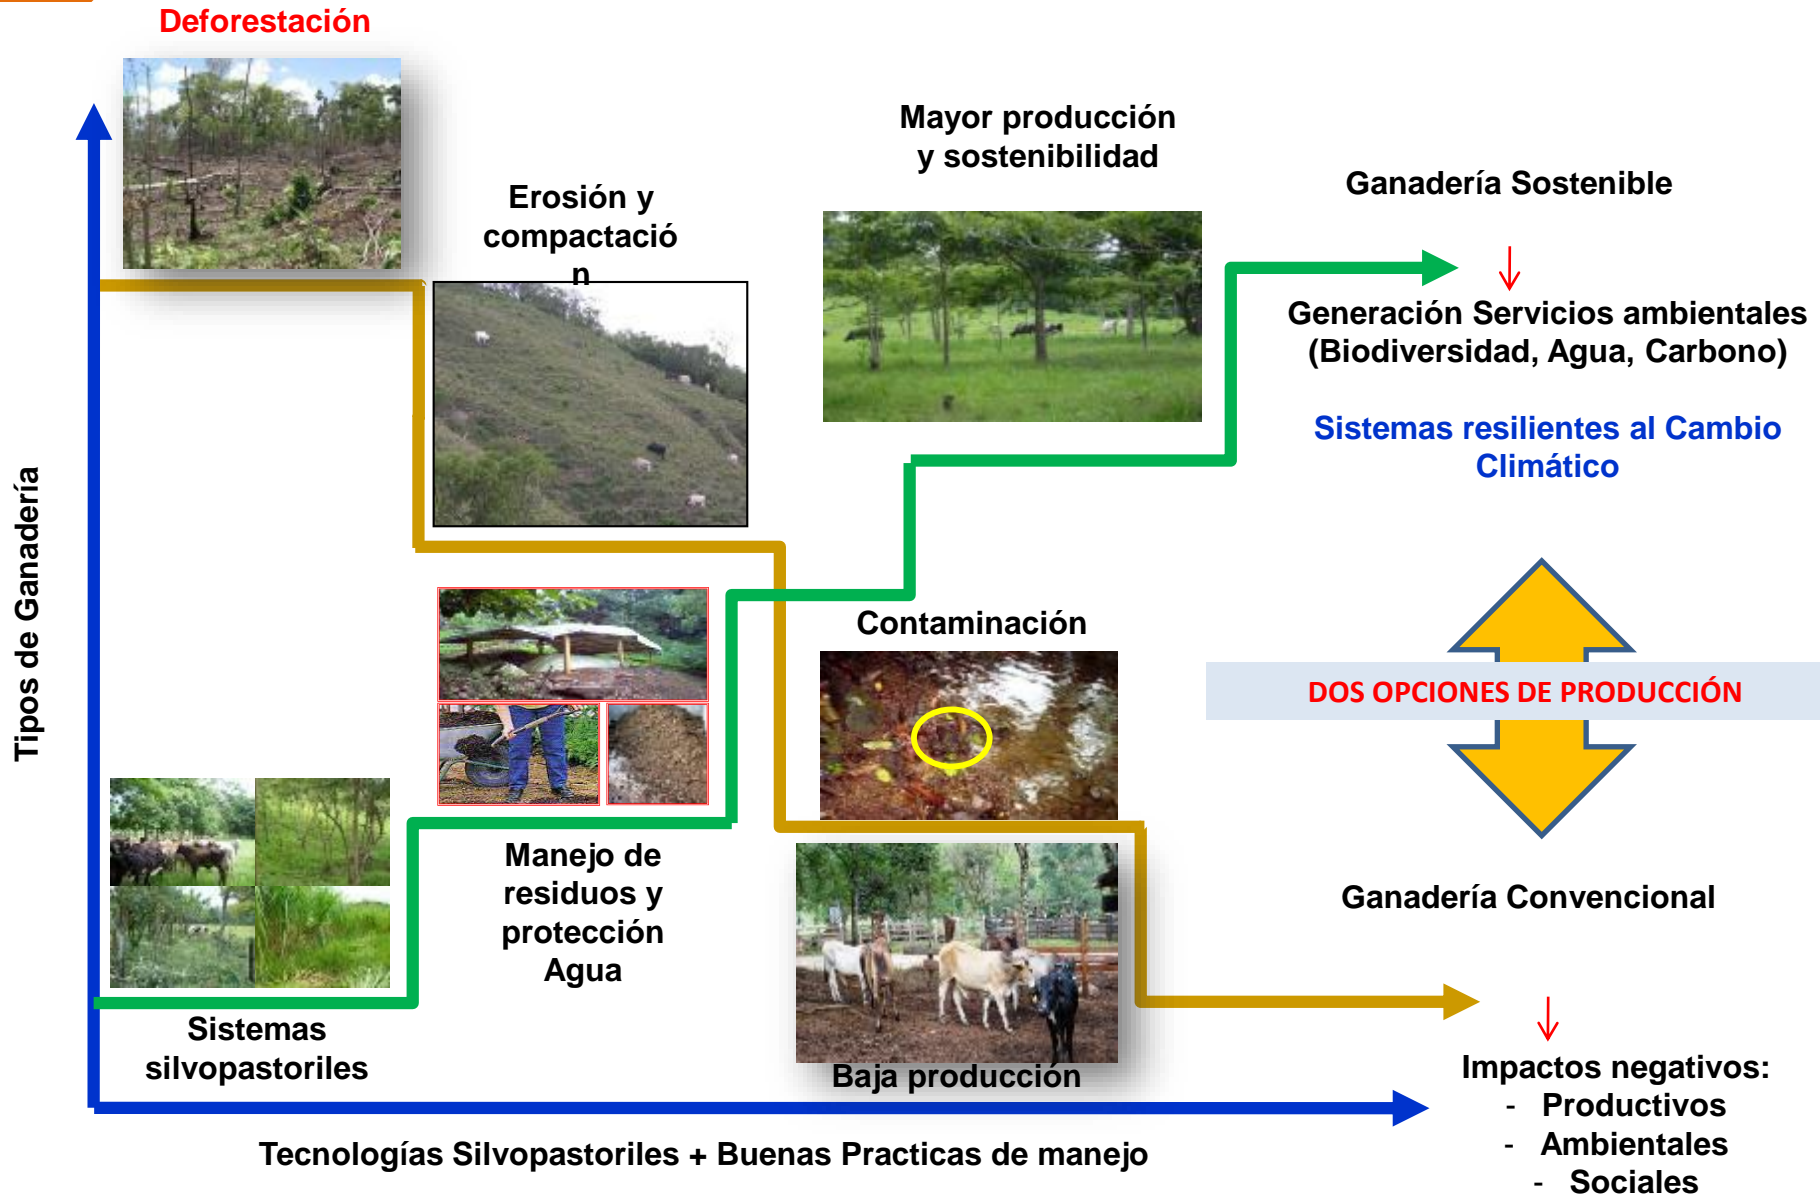 Deforestación
Mayor producción
y sostenibilidad
Ganadería Sostenible
Erosión y
compactació
n
Generación Servicios ambientales
(Biodiversidad, Agua, Carbono)
Sistemas resilientes al Cambio
Climático
Tipos de Ganadería
Contaminación
DOS OPCIONES DE PRODUCCIÓN
Manejo de
residuos y
protección
Agua
Ganadería Convencional
Sistemas
silvopastoriles
Baja producción
Impactos negativos:
- Productivos
- Ambientales
- Sociales
Tecnologías Silvopastoriles + Buenas Practicas de manejo